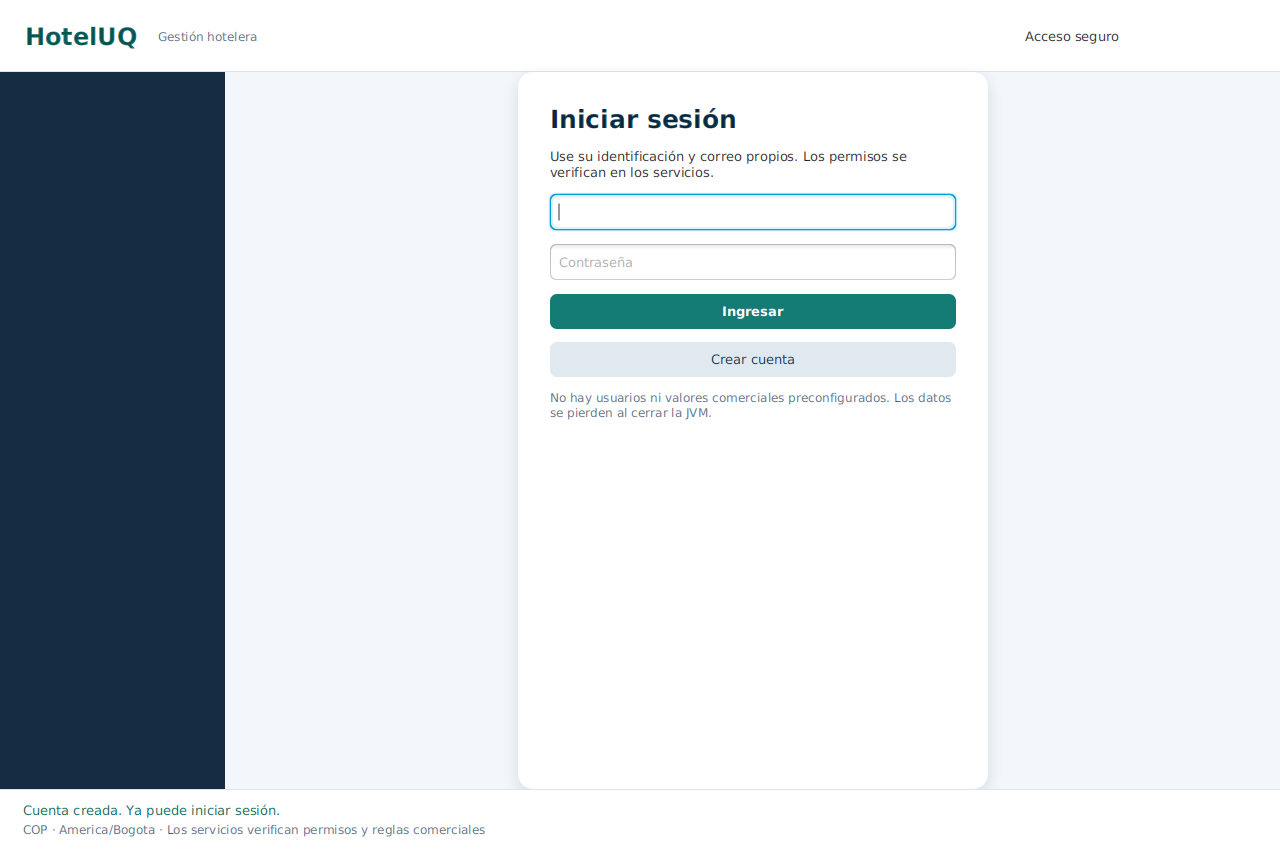 HotelUQ
Gestión hotelera
Acceso seguro
Iniciar sesión
Use su identificación y correo propios. Los permisos se
verifican en los servicios.
Contraseña
Ingresar
Crear cuenta
No hay usuarios ni valores comerciales preconfigurados. Los datos
se pierden al cerrar la JVM.
Cuenta creada. Ya puede iniciar sesión.
COP · America/Bogota · Los servicios verifican permisos y reglas comerciales